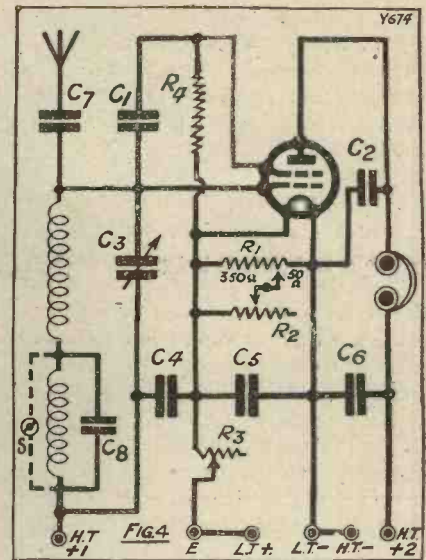 Y674
C7
C1
R4
C2
C3
R1
350Ω
50Ω
R2
C4
C5
C6
S
C8
R3
H.T +1
FIG.4
E
L.T+.
L.T-
H.T-
H.T +2